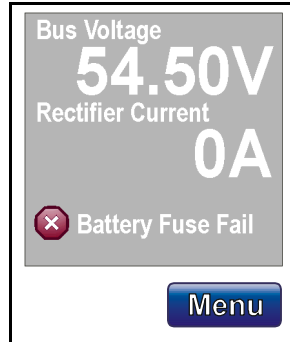 Bus Voltage
54.50V
Rectifier Current
0A
Battery Fuse Fail
Menu